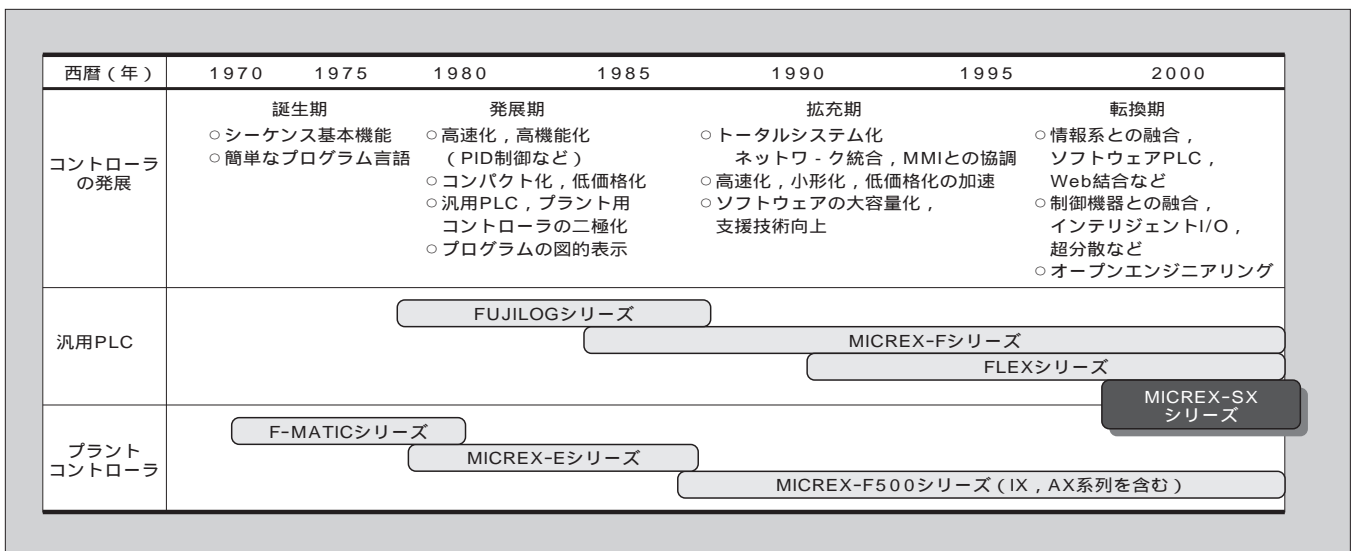 西暦(年) 1970 1975 1980 1985 1990 1995 2000
コントローラ
の発展
誕生期
○シーケンス基本機能
○簡単なプログラム言語
発展期
○高速化,高機能化
(PID制御など)
○コンパクト化,低価格化
○汎用PLC,プラント用
コントローラの二極化
○プログラムの図的表示
拡充期
○トータルシステム化
ネットワ-ク統合,MMIとの協調
○高速化,小形化,低価格化の加速
○ソフトウェアの大容量化,
支援技術向上
転換期
○情報系との融合,
ソフトウェアPLC,
Web結合など
○制御機器との融合,
インテリジェントI/O,
超分散など
○オープンエンジニアリング
汎用PLC
FUJILOGシリーズ
MICREX-Fシリーズ
FLEXシリーズ
MICREX-SX
シリーズ
プラント
コントローラ
F-MATICシリーズ
MICREX-Eシリーズ
MICREX-F500シリーズ(IX,AX系列を含む)